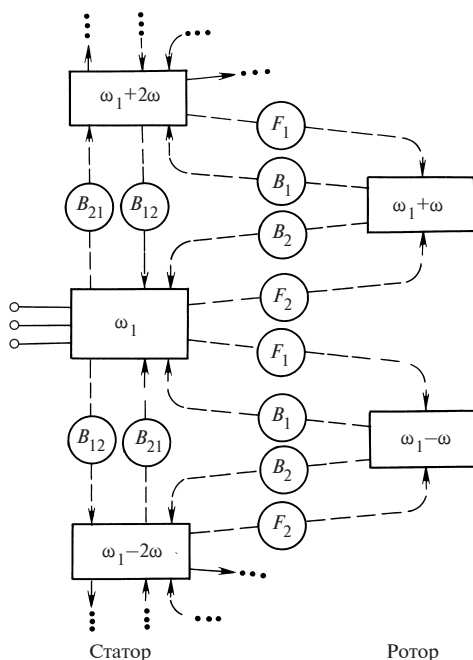 ω₁+2ω
F₁
B₁
B₂₁
B₁₂
B₂
ω₁+ω
F₂
ω₁
F₁
B₁
B₁₂
B₂₁
ω₁−ω
B₂
F₂
ω₁−2ω
Статор
Ротор